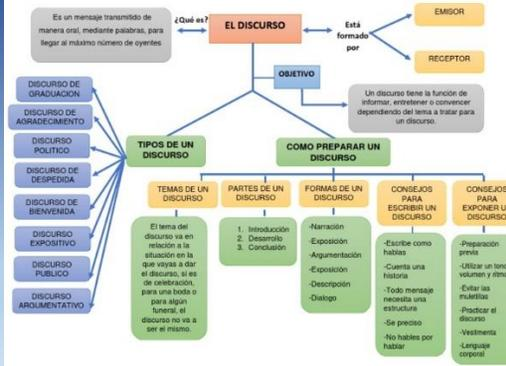 Es un mensaje transmitido de
manera oral, mediante palabras, para
llegar al máximo número de oyentes
¿Qué es?
EL DISCURSO
Está
formado
por
EMISOR
RECEPTOR
OBJETIVO
Un discurso tiene la función de
informar, entretener o convencer
dependiendo del tema a tratar para
un discurso.
TIPOS DE UN
DISCURSO
DISCURSO DE
GRADUACION
DISCURSO DE
AGRADECIMIENTO
DISCURSO
POLITICO
DISCURSO DE
DESPEDIDA
DISCURSO DE
BIENVENIDA
DISCURSO
EXPOSITIVO
DISCURSO
PUBLICO
DISCURSO
ARGUMENTATIVO
COMO PREPARAR UN
DISCURSO
TEMAS DE UN
DISCURSO
El tema del
discurso va en
relación a la
situación en la
que vayas a dar
el discurso, si es
de celebración,
para una boda o
para algún
funeral, el
discurso no va a
ser el mismo.
PARTES DE UN
DISCURSO
1. Introducción
2. Desarrollo
3. Conclusión
FORMAS DE UN
DISCURSO
-Narración
-Exposición
-Argumentación
-Exposición
-Descripción
-Dialogo
CONSEJOS
PARA
ESCRIBIR UN
DISCURSO
-Escribe como
hablas
-Cuenta una
historia
-Todo mensaje
necesita una
estructura
-Se preciso
-No hables por
hablar
CONSEJOS
PARA
EXPONER U
DISCURSO
-Preparación
previa
-Utilizar un tono
volumen y ritmo
-Evitar las
muletillas
-Practicar el
discurso
-Vestimenta
-Lenguaje
corporal